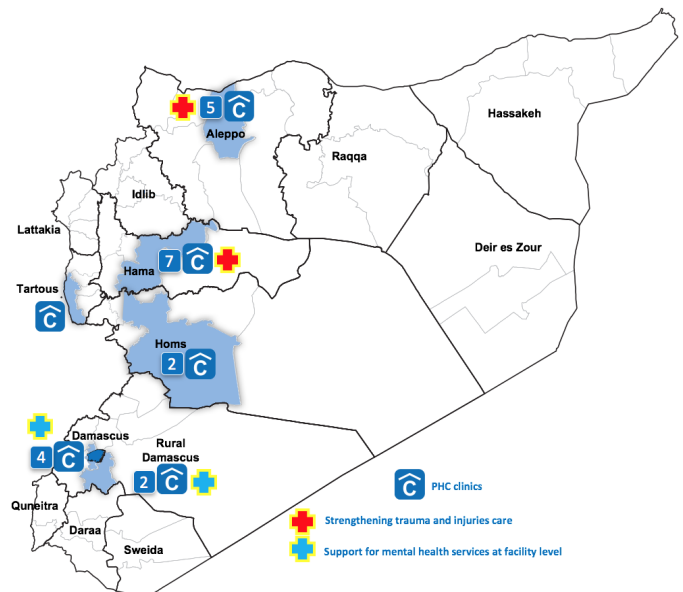 5 C
Aleppo
Hassakeh
Raqqa
Idlib
Lattakia
Deir es Zour
7 C
Hama
Tartous
C
Homs
2 C
Damascus
4 C
Rural
Damascus
2 C
C PHC clinics
Quneitra
Strengthening trauma and injuries care
Daraa
Sweida
Support for mental health services at facility level